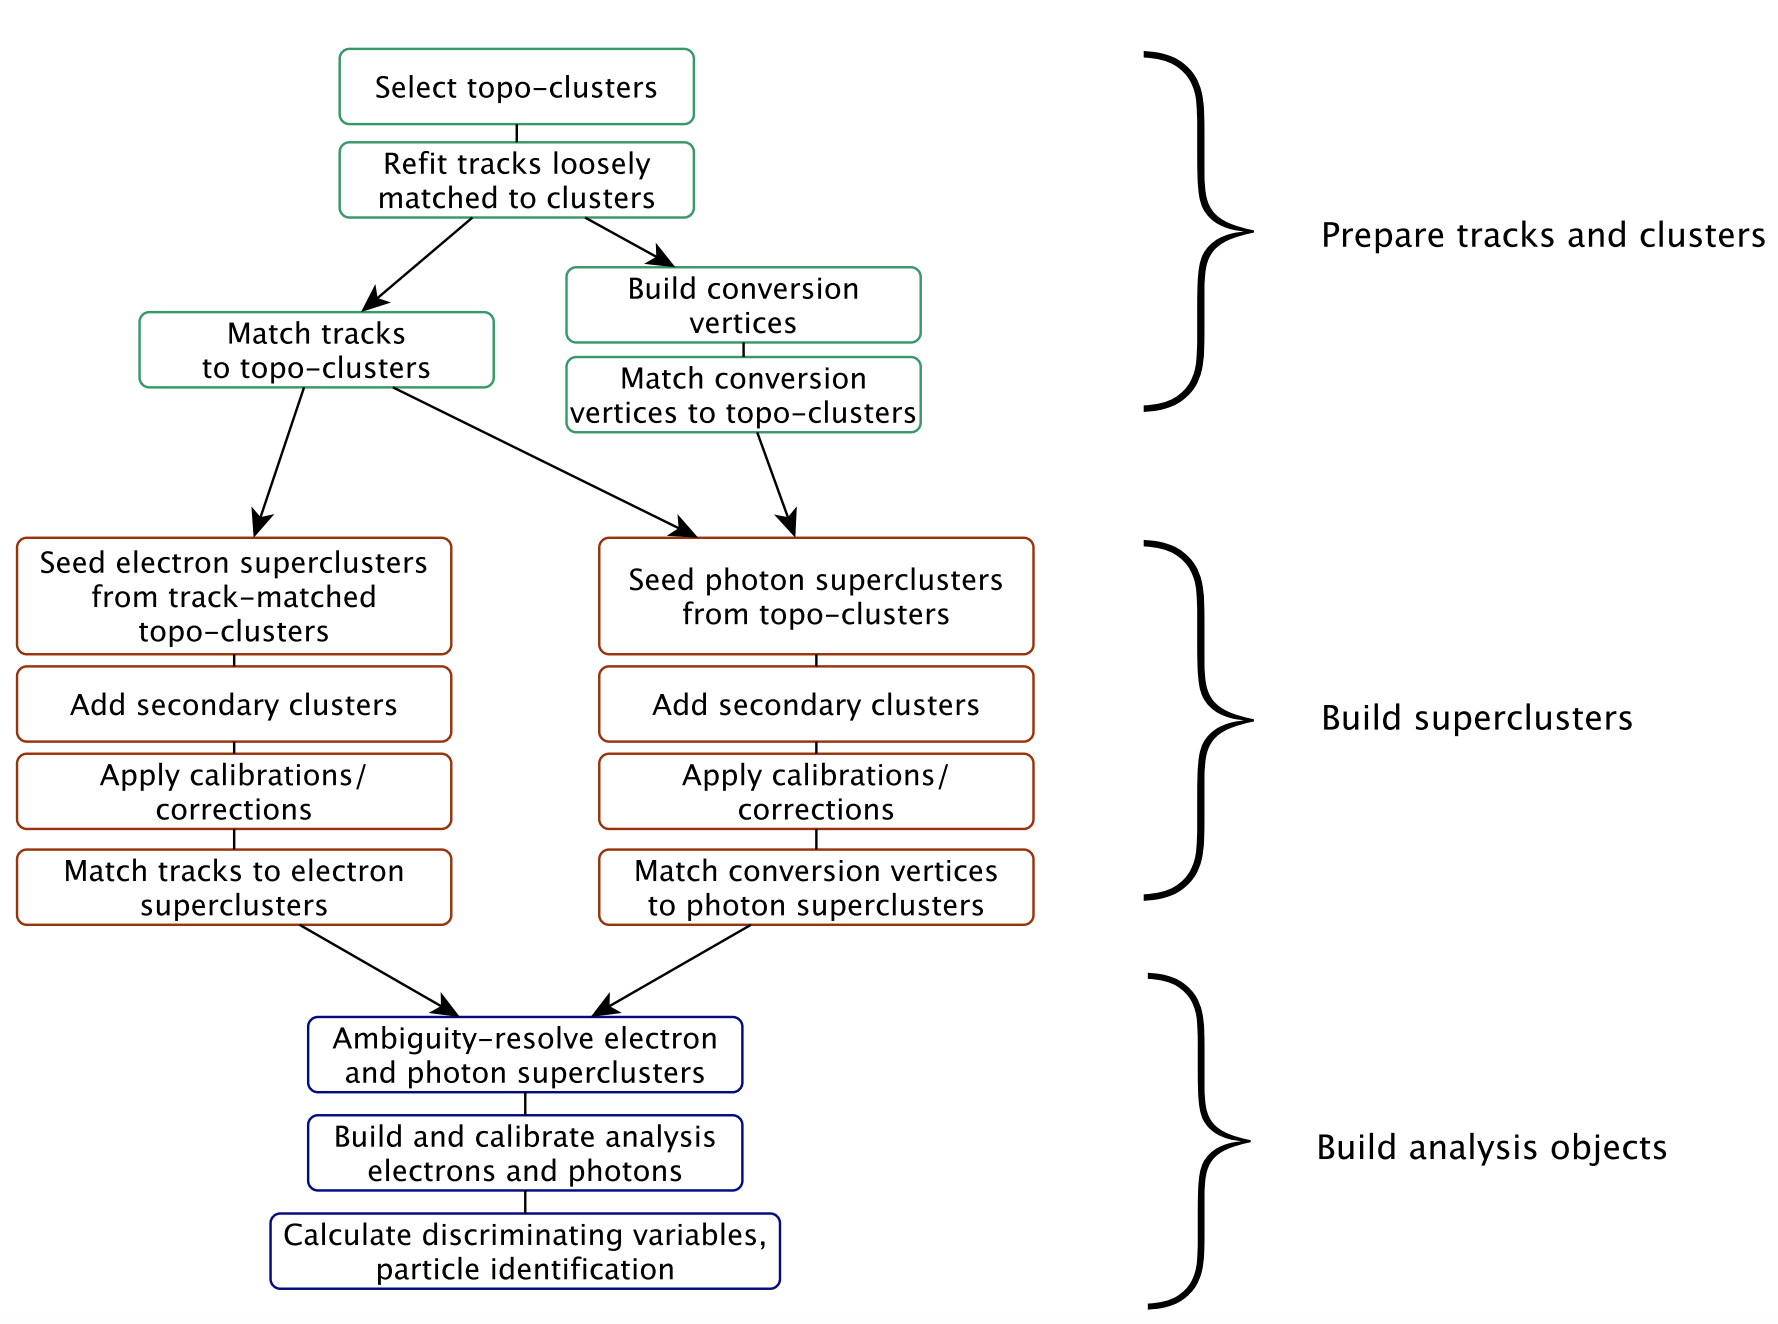 Select topo-clusters
Refit tracks loosely
matched to clusters
Prepare tracks and clusters
Build conversion
vertices
Match tracks
to topo-clusters
Match conversion
vertices to topo-clusters
Seed electron superclusters
from track-matched
topo-clusters
Seed photon superclusters
from topo-clusters
Add secondary clusters
Add secondary clusters
Build superclusters
Apply calibrations/
corrections
Apply calibrations/
corrections
Match tracks to electron
superclusters
Match conversion vertices
to photon superclusters
Ambiguity-resolve electron
and photon superclusters
Build and calibrate analysis
electrons and photons
Build analysis objects
Calculate discriminating variables,
particle identification